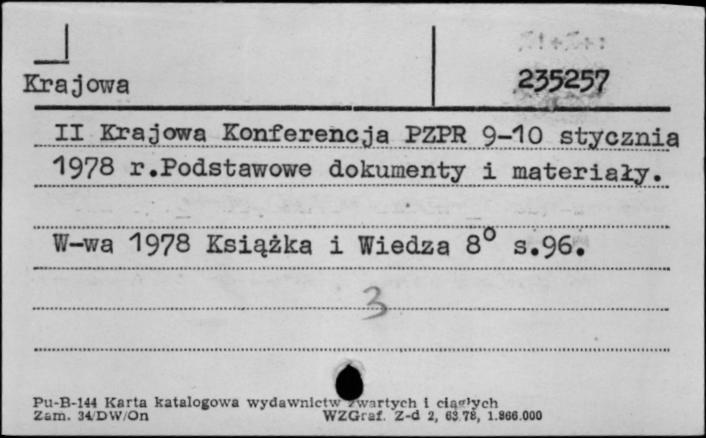 Krajowa 235257
II Krajowa Konferencja PZPR 9-10 stycznia
1978 r.Podstawowe dokumenty i materiały.
W-wa 1978 Książka i Wiedza 8° s.96.
3
Pu-B-144 Karta katalogowa wydawnictw zwartych i ciągłych
Zam. 34/DW/On WZGraf. Z-d 2, 63.78, 1.866.000